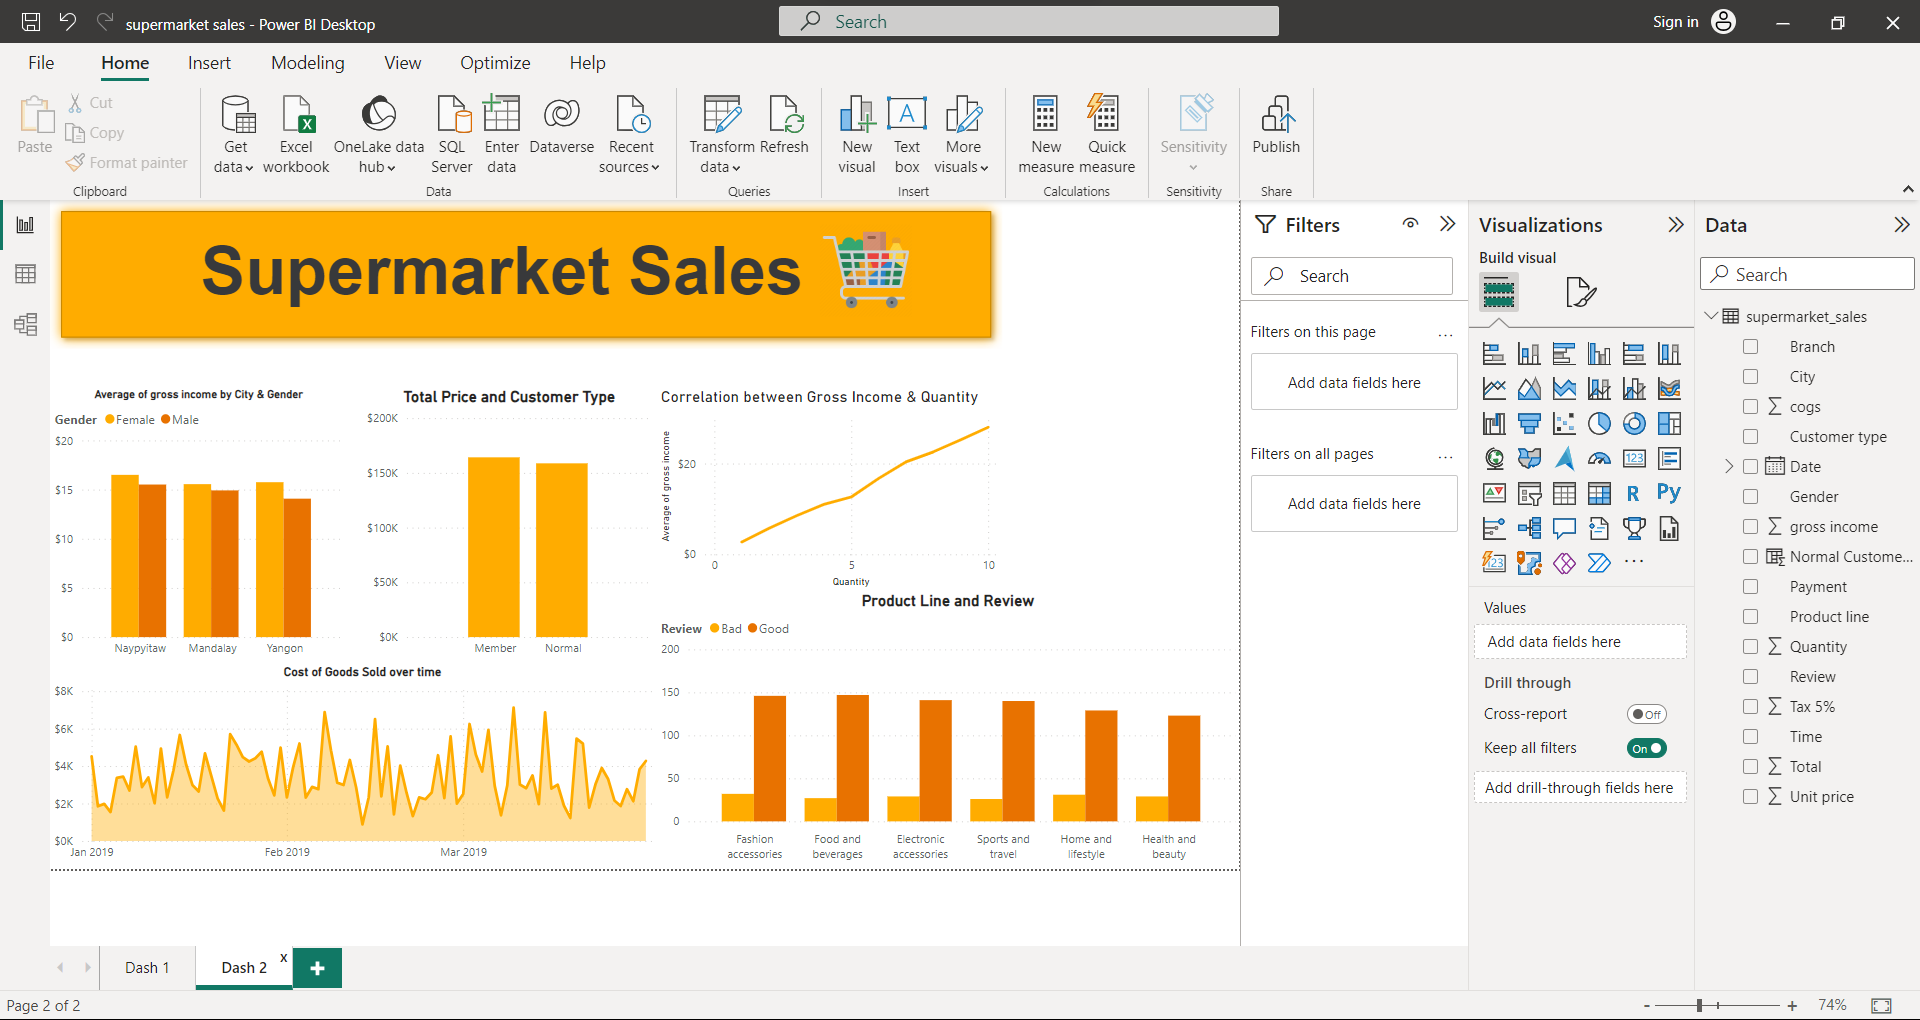 supermarket sales - Power BI Desktop
Search
Sign in
File Home Insert Modeling View Optimize Help
Paste
Cut
Copy
Format painter
Clipboard
Get data
Excel workbook
OneLake data hub
SQL Server
Enter data
Dataverse
Recent sources
Data
Transform data
Refresh
Queries
New visual
Text box
More visuals
Insert
New measure
Quick measure
Calculations
Sensitivity
Sensitivity
Publish
Share
Supermarket Sales
Average of gross income by City & Gender
Gender Female Male
$20
$15
$10
$5
$0
Naypyitaw Mandalay Yangon
Total Price and Customer Type
$200K
$150K
$100K
$50K
$0K
Member Normal
Correlation between Gross Income & Quantity
Average of gross income
$20
$0
0 5 10
Quantity
Cost of Goods Sold over time
$8K
$6K
$4K
$2K
$0K
Jan 2019 Feb 2019 Mar 2019
Product Line and Review
Review Bad Good
200
150
100
50
0
Fashion accessories
Food and beverages
Electronic accessories
Sports and travel
Home and lifestyle
Health and beauty
Filters
Search
Filters on this page ...
Add data fields here
Filters on all pages ...
Add data fields here
Visualizations
Build visual
123
R
Py
123
...
Values
Add data fields here
Drill through
Cross-report Off
Keep all filters On
Add drill-through fields here
Data
Search
supermarket_sales
Branch
City
∑ cogs
Customer type
Date
Gender
∑ gross income
Normal Custome...
Payment
Product line
∑ Quantity
Review
∑ Tax 5%
Time
∑ Total
∑ Unit price
Dash 1
Dash 2 x
+
Page 2 of 2
- + 74%